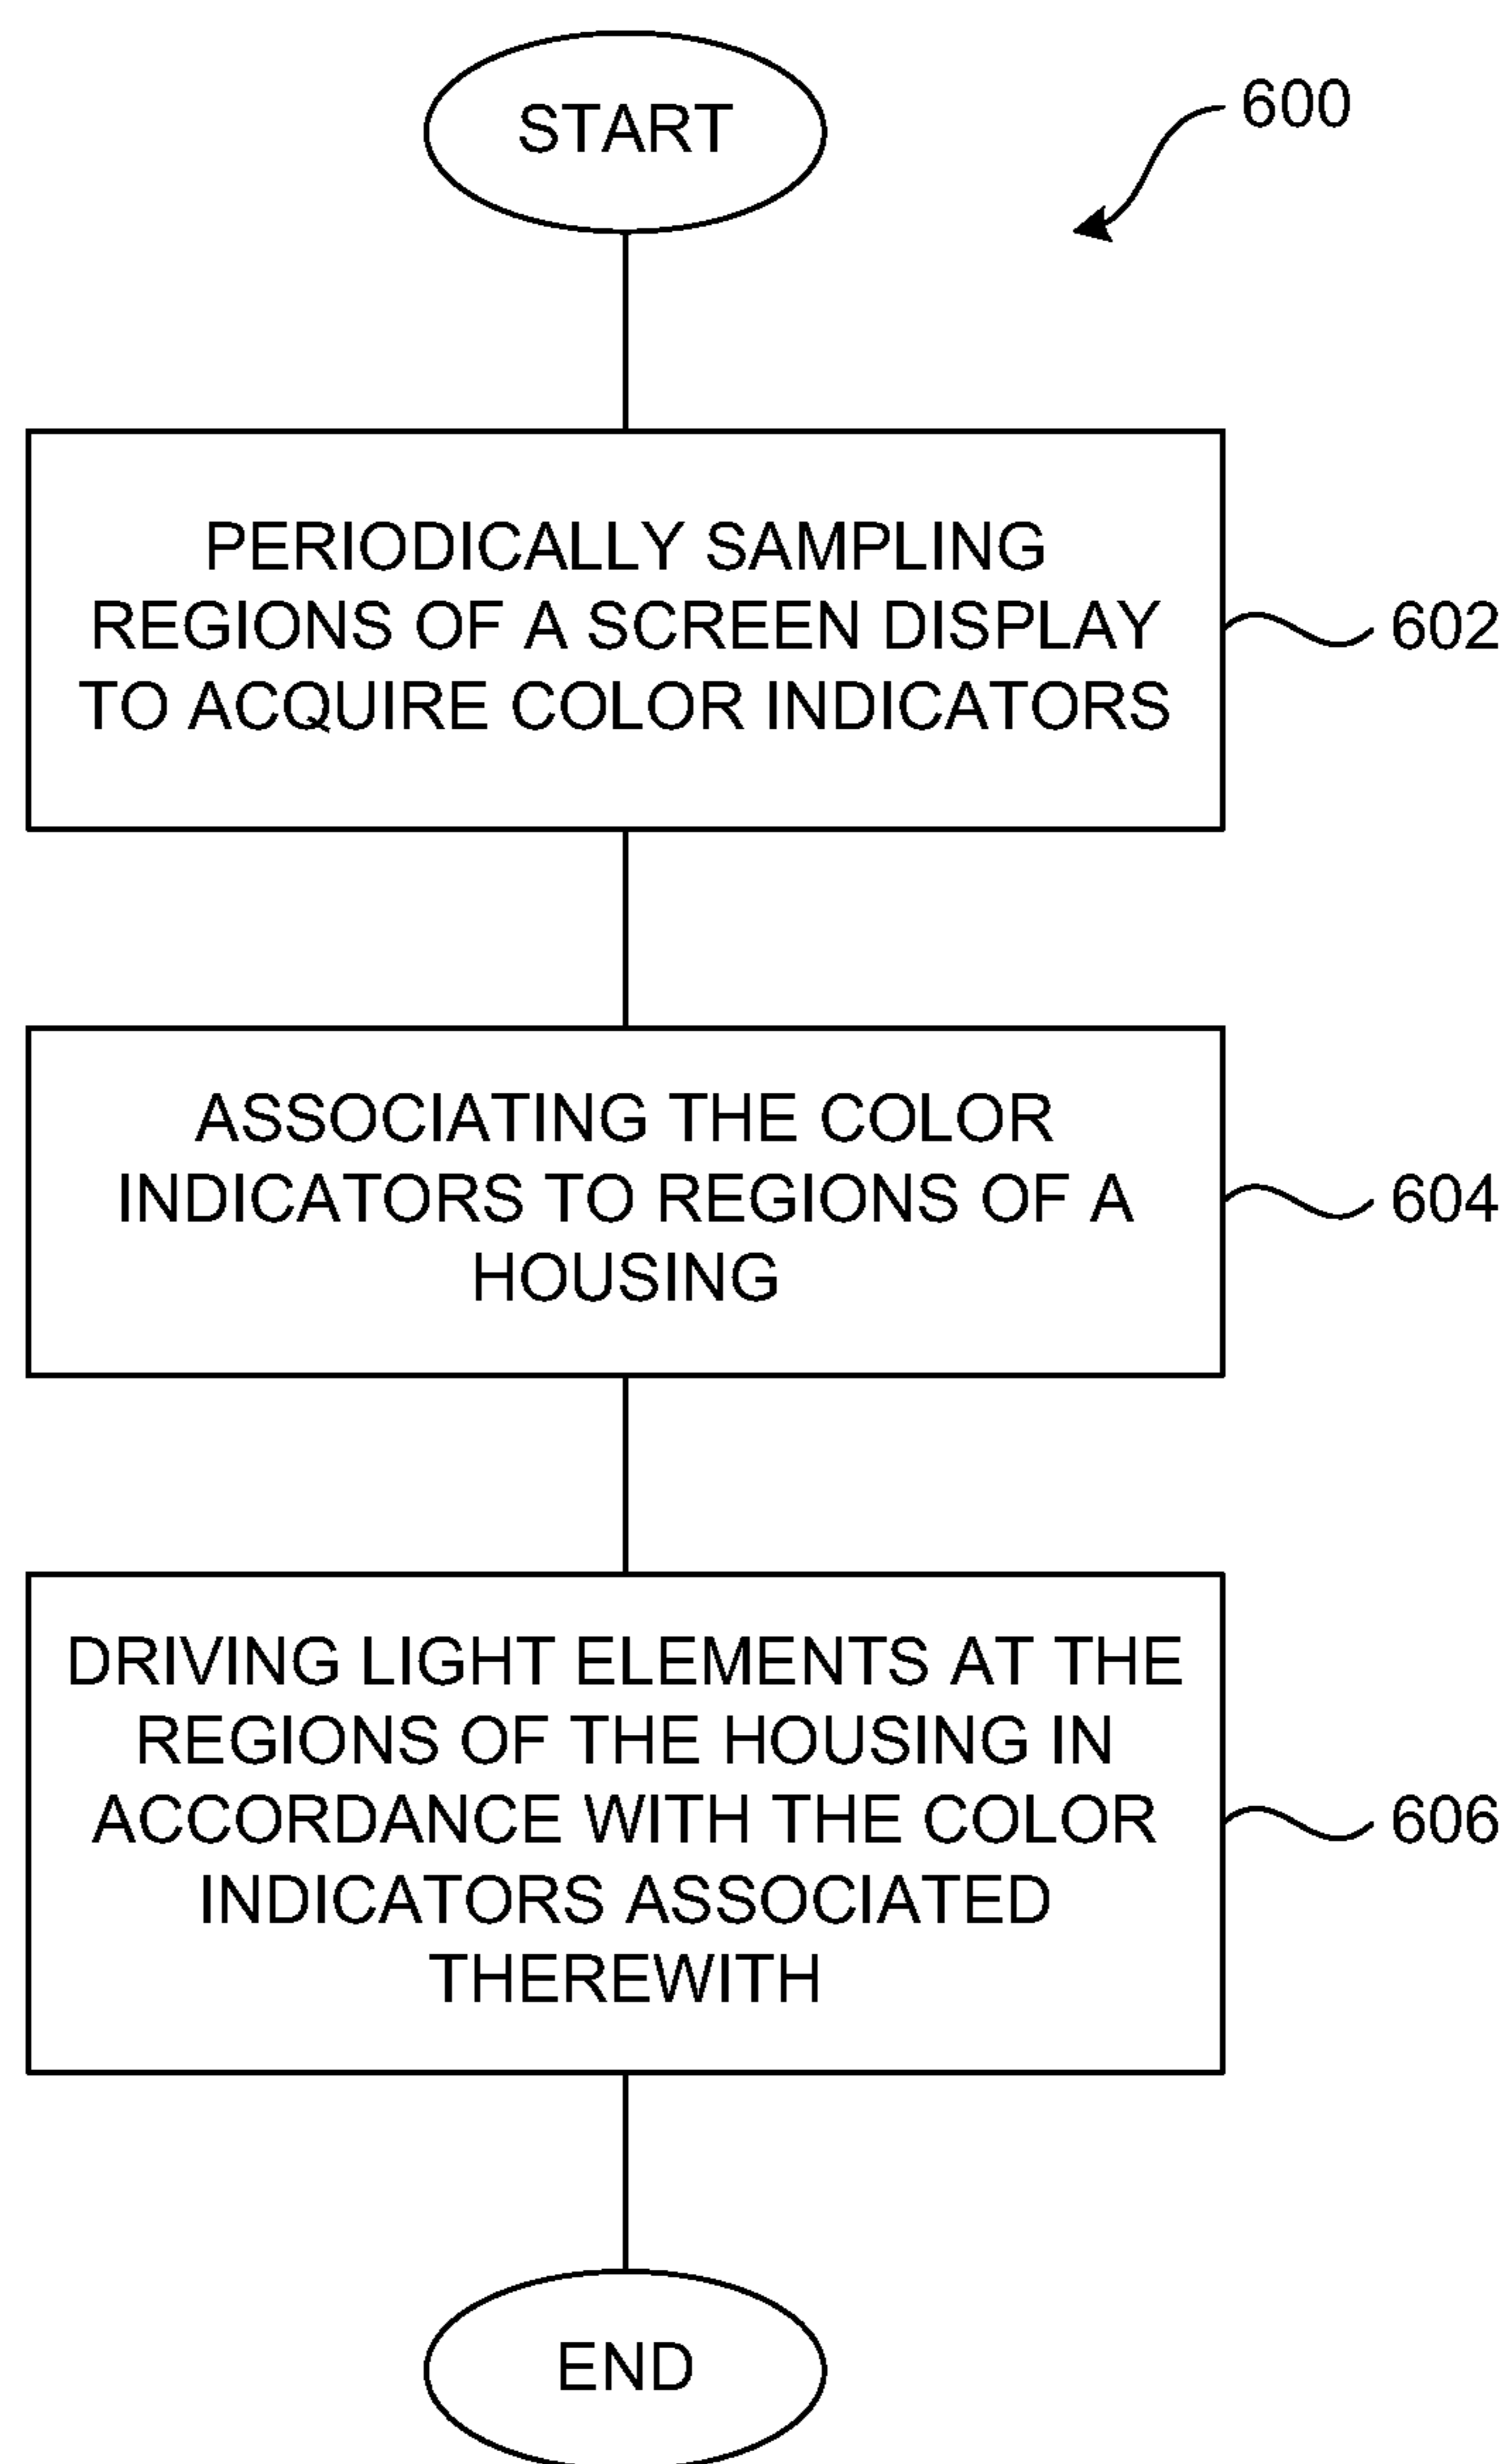 START
600
PERIODICALLY SAMPLING
REGIONS OF A SCREEN DISPLAY
TO ACQUIRE COLOR INDICATORS
602
ASSOCIATING THE COLOR
INDICATORS TO REGIONS OF A
HOUSING
604
DRIVING LIGHT ELEMENTS AT THE
REGIONS OF THE HOUSING IN
ACCORDANCE WITH THE COLOR
INDICATORS ASSOCIATED
THEREWITH
606
END